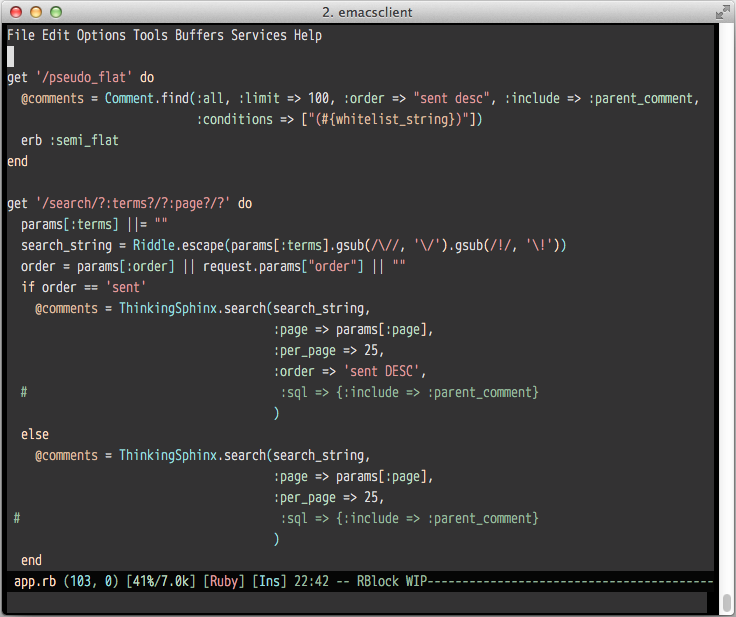 2. emacsclient
File Edit Options Tools Buffers Services Help
get '/pseudo_flat' do
  @comments = Comment.find(:all, :limit => 100, :order => "sent desc", :include => :parent_comment,
                           :conditions => ["(#{whitelist_string})"])
  erb :semi_flat
end
get '/search/?:terms?/?:page?/?' do
  params[:terms] ||= ""
  search_string = Riddle.escape(params[:terms].gsub(/\//, '\/').gsub(/!/, '\!'))
  order = params[:order] || request.params["order"] || ""
  if order == 'sent'
    @comments = ThinkingSphinx.search(search_string,
                                      :page => params[:page],
                                      :per_page => 25,
                                      :order => 'sent DESC',
  #                                    :sql => {:include => :parent_comment}
                                      )
  else
    @comments = ThinkingSphinx.search(search_string,
                                      :page => params[:page],
                                      :per_page => 25,
 #                                     :sql => {:include => :parent_comment}
                                      )
  end
 app.rb (103, 0) [41%/7.0k] [Ruby] [Ins] 22:42 -- RBlock WIP-----------------------------------------